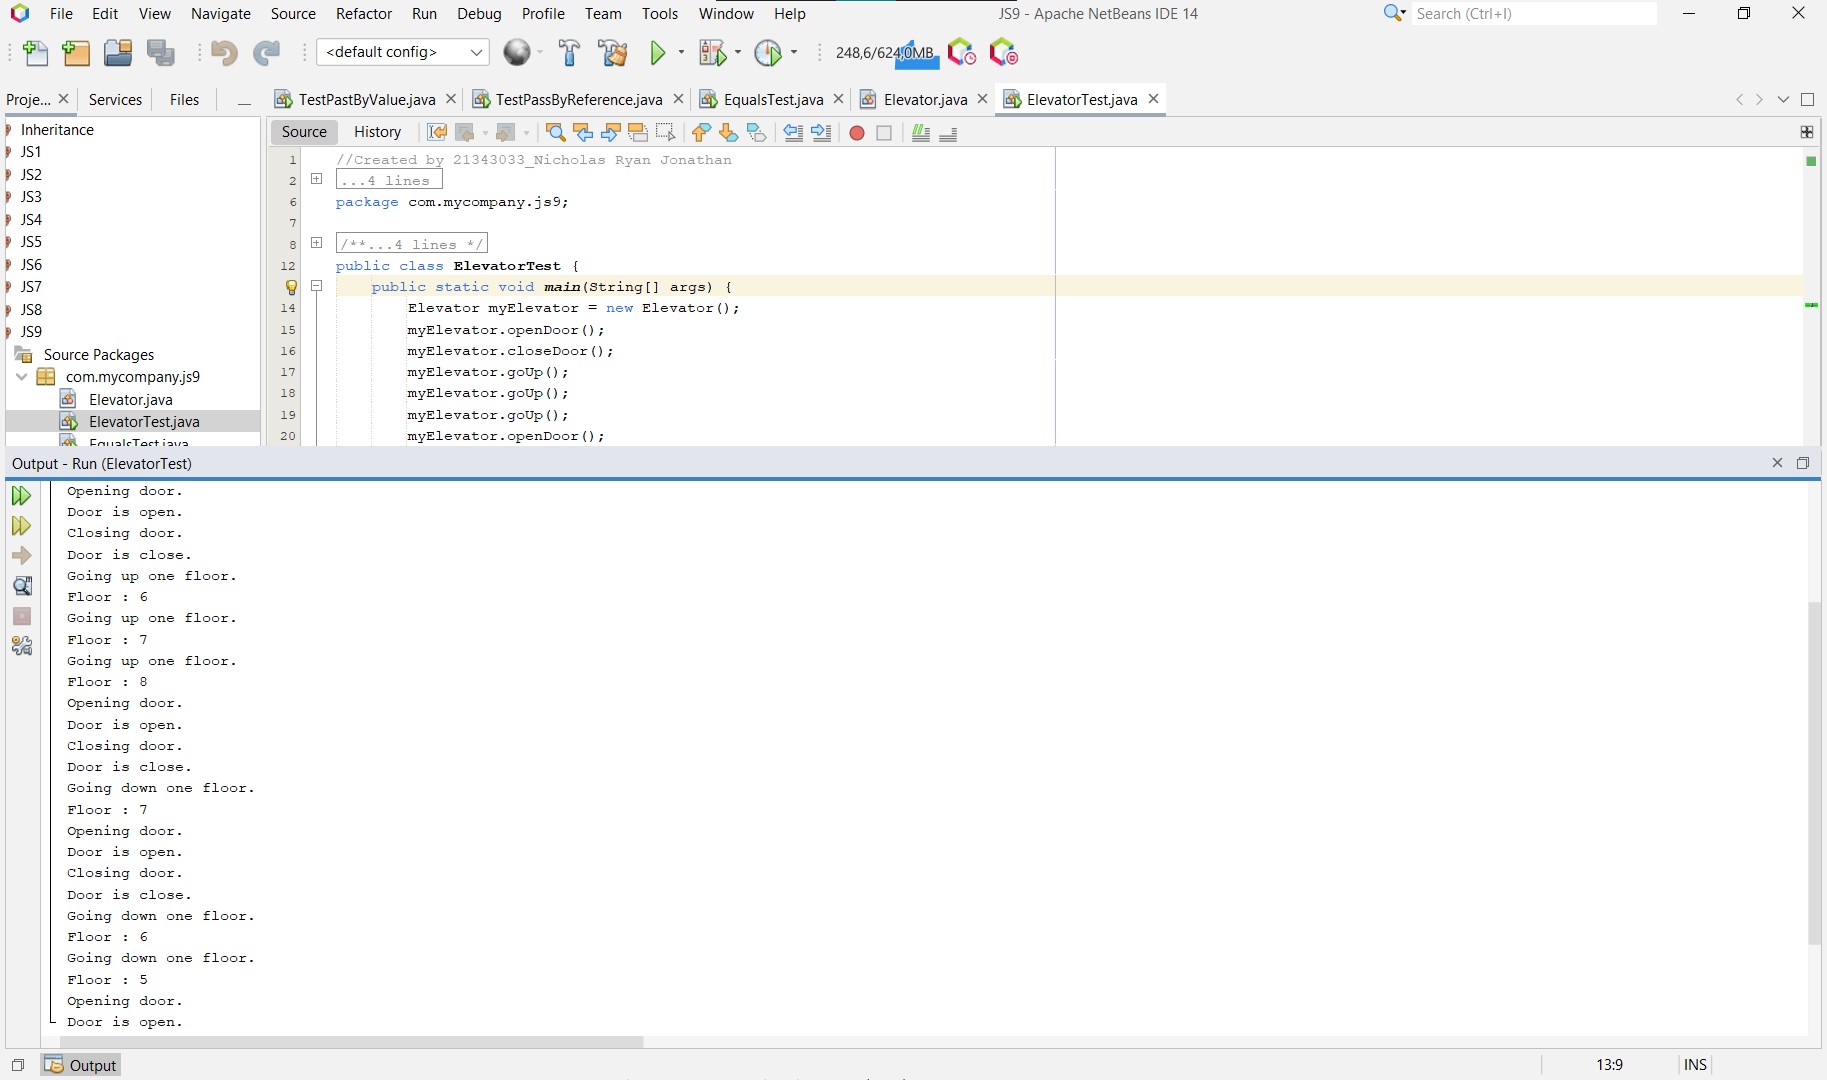 File Edit View Navigate Source Refactor Run Debug Profile Team Tools Window Help
JS9 - Apache NetBeans IDE 14
Search (Ctrl+I)
<default config>
248,6/624,0MB
Proje... Services Files
TestPastByValue.java TestPassByReference.java EqualsTest.java Elevator.java ElevatorTest.java
Inheritance
JS1
JS2
JS3
JS4
JS5
JS6
JS7
JS8
JS9
Source Packages
com.mycompany.js9
Elevator.java
ElevatorTest.java
EqualsTest.java
Source History
1 //Created by 21343033_Nicholas Ryan Jonathan
2 ...4 lines
6 package com.mycompany.js9;
7
8 /**...4 lines */
12 public class ElevatorTest {
public static void main(String[] args) {
14 Elevator myElevator = new Elevator();
15 myElevator.openDoor();
16 myElevator.closeDoor();
17 myElevator.goUp();
18 myElevator.goUp();
19 myElevator.goUp();
20 myElevator.openDoor();
Output - Run (ElevatorTest)
Opening door.
Door is open.
Closing door.
Door is close.
Going up one floor.
Floor : 6
Going up one floor.
Floor : 7
Going up one floor.
Floor : 8
Opening door.
Door is open.
Closing door.
Door is close.
Going down one floor.
Floor : 7
Opening door.
Door is open.
Closing door.
Door is close.
Going down one floor.
Floor : 6
Going down one floor.
Floor : 5
Opening door.
Door is open.
Output
13:9 INS